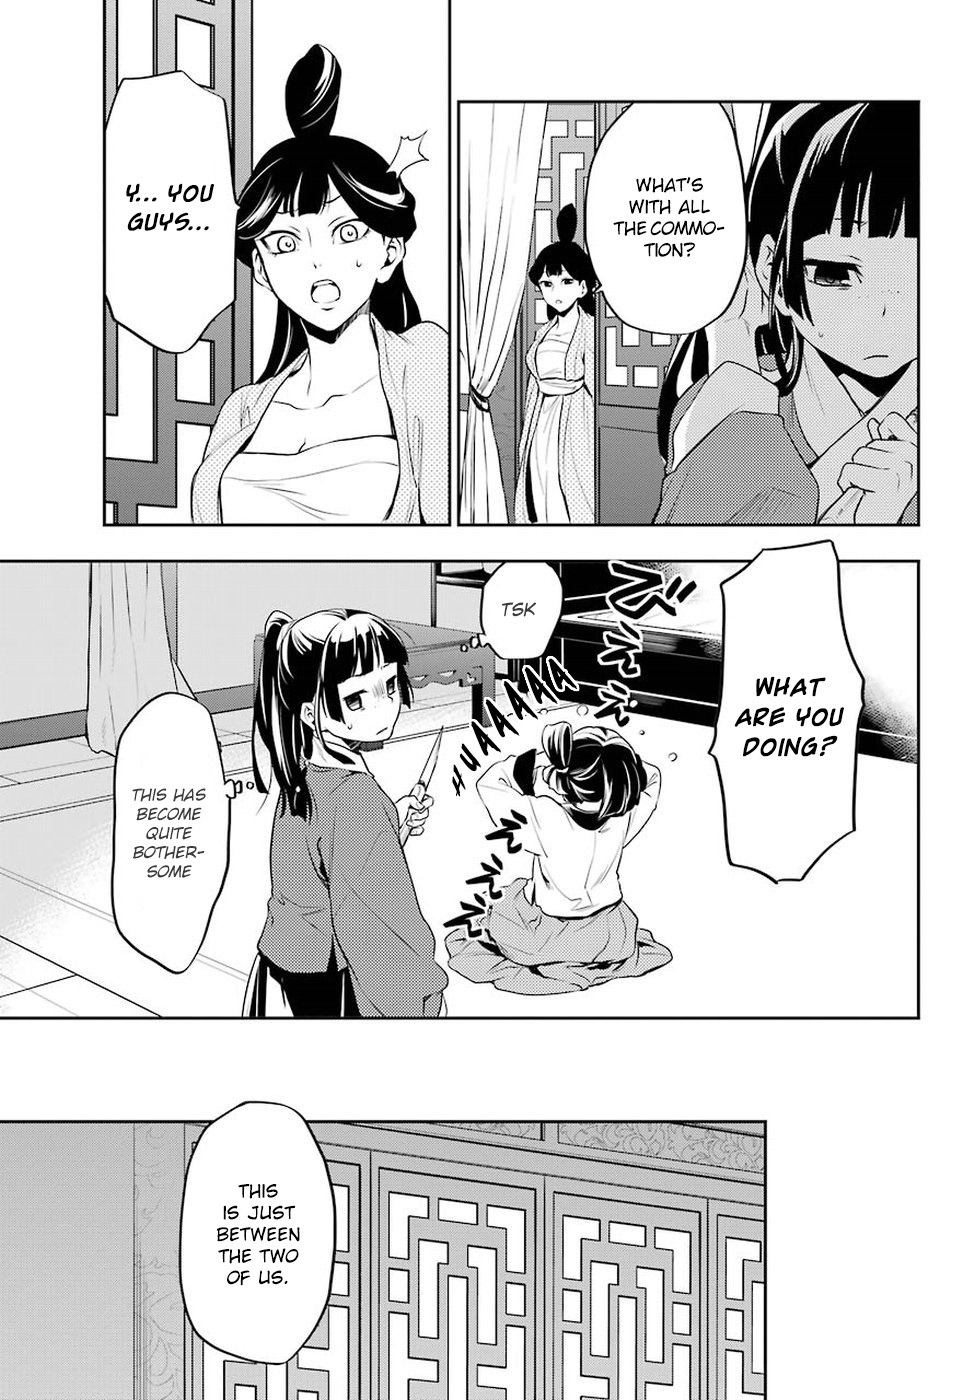 WHAT'S
WITH ALL
THE COMMO-
TION?
Y... YOU
GUYS...
WHAT
ARE YOU
DOING?
TSK
HUAAAAA
THIS HAS
BECOME
QUITE
BOTHER-
SOME
THIS
IS JUST
BETWEEN
THE TWO
OF US.